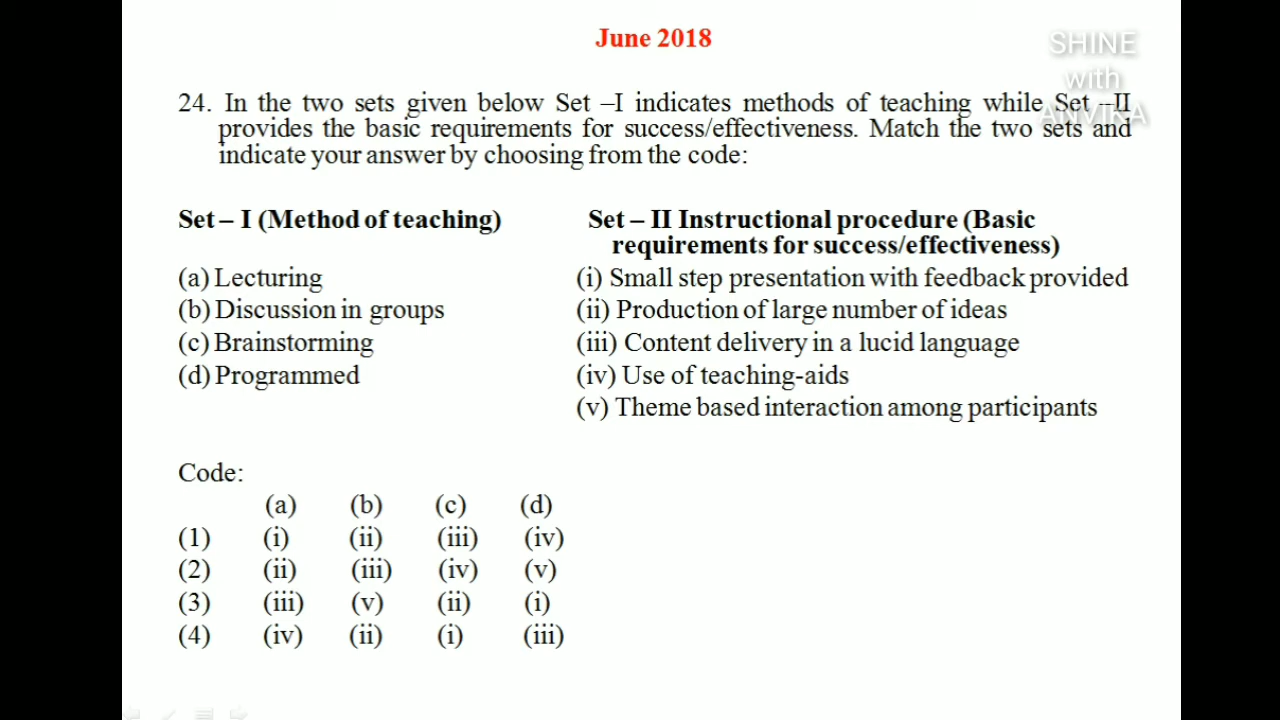 June 2018
SHINE
with
ANVIKA
24. In the two sets given below Set –I indicates methods of teaching while Set –II
provides the basic requirements for success/effectiveness. Match the two sets and
indicate your answer by choosing from the code:
Set – I (Method of teaching) Set – II Instructional procedure (Basic
requirements for success/effectiveness)
(a) Lecturing (i) Small step presentation with feedback provided
(b) Discussion in groups (ii) Production of large number of ideas
(c) Brainstorming (iii) Content delivery in a lucid language
(d) Programmed (iv) Use of teaching-aids
(v) Theme based interaction among participants
Code:
(a) (b) (c) (d)
(1) (i) (ii) (iii) (iv)
(2) (ii) (iii) (iv) (v)
(3) (iii) (v) (ii) (i)
(4) (iv) (ii) (i) (iii)